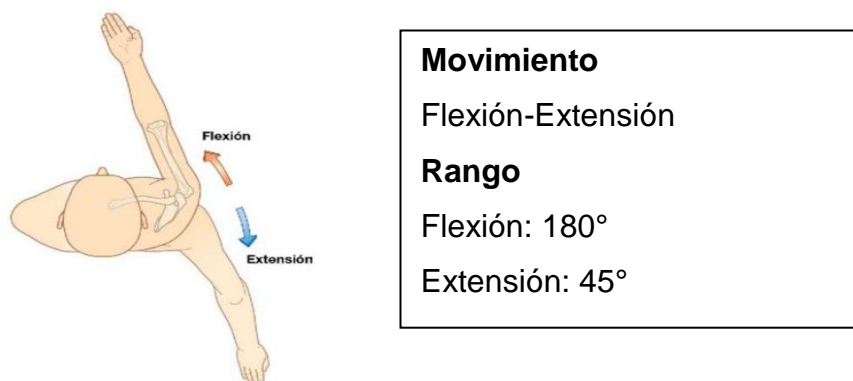 Flexión
Extensión
Movimiento
Flexión-Extensión
Rango
Flexión: 180°
Extensión: 45°